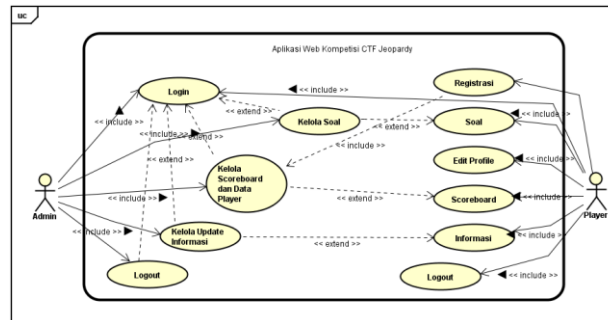 uc
Aplikasi Web Kompetisi CTF Jeopardy
Login
Registrasi
<< include >>
<< include >>
<< extend >>
Kelola Soal
<< extend >>
Soal
<< include >>
<< include >>
<< extend >>
<< include >>
<< extend >>
Edit Profile
<< include >>
Kelola
Scoreboard
dan Data
Player
<< extend >>
Scoreboard
<< include >>
Admin
Player
<< include >>
<< include >>
Kelola Update
Informasi
<< extend >>
Informasi
<< include >>
Logout
Logout
<< include >>